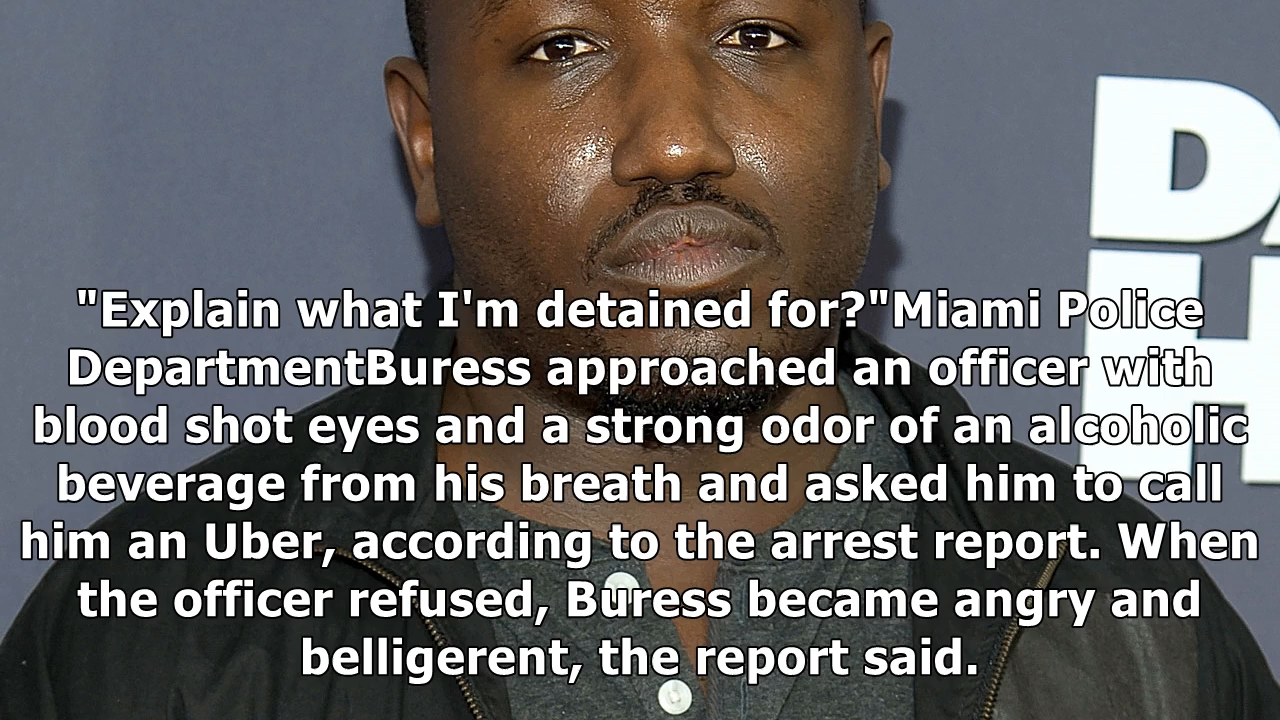 D
H
"Explain what I'm detained for?"Miami Police
DepartmentBuress approached an officer with
blood shot eyes and a strong odor of an alcoholic
beverage from his breath and asked him to call
him an Uber, according to the arrest report. When
the officer refused, Buress became angry and
belligerent, the report said.